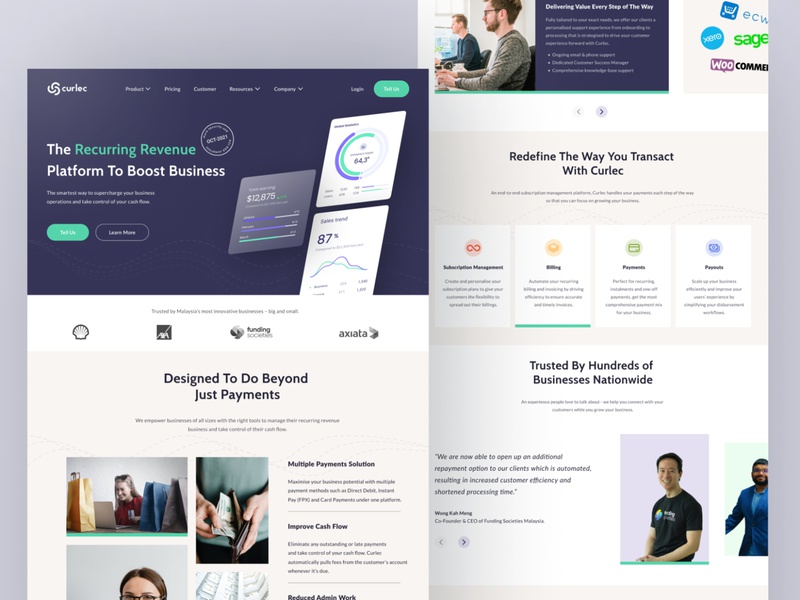 curlec
Product
Pricing
Customer
Resources
Company
Login
Tell Us
The Recurring Revenue
Platform To Boost Business
OCT-2021
The smartest way to supercharge your business
operations and take control of your cash flow.
Tell Us
Learn More
Total earning
$12,875
64,3°
Sales trend
87%
Trusted by Malaysia's most innovative businesses - big and small.
AXA
funding
societies
axiata
Designed To Do Beyond
Just Payments
We empower businesses of all sizes with the right tools to manage their recurring revenue
business and take control of their cash flow.
Multiple Payments Solution
Maximise your business potential with multiple
payment methods such as Direct Debit, Instant
Pay (FPX) and Card Payments under one platform.
Improve Cash Flow
Eliminate any outstanding or late payments
and take control of your cash flow. Curlec
automatically pulls fees from the customer's account
whenever it's due.
Reduced Admin Work
Delivering Value Every Step of The Way
Fully tailored to your exact needs, we offer our clients a
personalised support experience from onboarding to
processing that is strategised to drive your customer
experience forward with Curlec.
Ongoing email & phone support
Dedicated Customer Success Manager
Comprehensive knowledge base support
ecw
xero
sage
WOO COMMER
Redefine The Way You Transact
With Curlec
An end-to-end subscription management platform, Curlec handles your payments each step of the way
so that you can focus on growing your business.
Subscription Management
Create and personalise your
subscription plans to give your
customers the flexibility to
spread out their billings.
Billing
Automate your recurring
billing and invoicing by driving
efficiency to ensure accurate
and timely invoices.
Payments
Perfect for recurring,
instalments and one-off
payments, get the most
comprehensive payment mix
for your business.
Payouts
Scale up your business
efficiently and improve your
users' experience by
simplifying your disbursement
workflows.
Trusted By Hundreds of
Businesses Nationwide
An experience people love to talk about - we help you connect with your
customers while you grow your business.
"We are now able to open up an additional
repayment option to our clients which is automated,
resulting in increased customer efficiency and
shortened processing time."
Wong Kah Meng
Co-Founder & CEO of Funding Societies Malaysia.